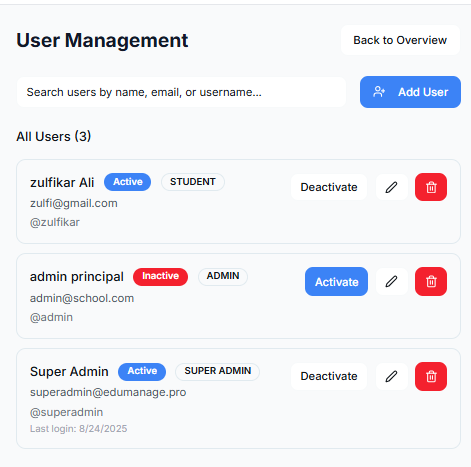 User Management
Back to Overview
Search users by name, email, or username...
Add User
All Users (3)
zulfikar Ali Active STUDENT
Deactivate
zulfi@gmail.com
@zulfikar
admin principal Inactive ADMIN
Activate
admin@school.com
@admin
Super Admin Active SUPER ADMIN
Deactivate
superadmin@edumanage.pro
@superadmin
Last login: 8/24/2025